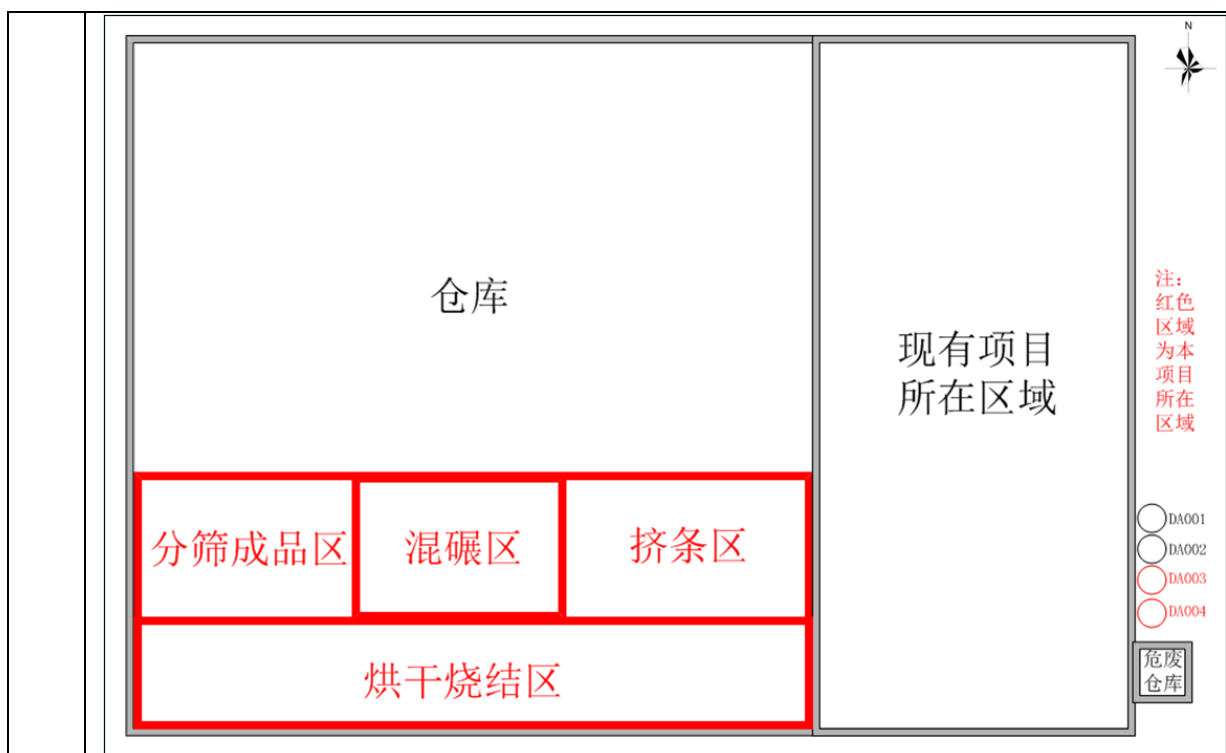 N
仓库
现有项目
所在区域
注：
红色
区域
为本
项目
所在
区域
分筛成品区
混碾区
挤条区
烘干烧结区
DA001
DA002
DA003
DA004
危废
仓库